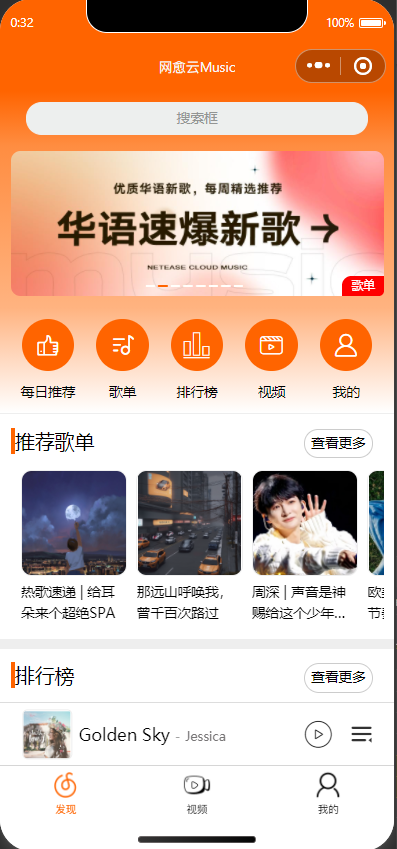 0:32
100%
网愈云Music
搜索框
优质华语新歌，每周精选推荐
华语速爆新歌→
NETEASE CLOUD MUSIC
music
歌单
每日推荐
歌单
排行榜
视频
我的
推荐歌单
查看更多
热歌速递 | 给耳
朵来个超绝SPA
那远山呼唤我，
曾千百次路过
周深 | 声音是神
赐给这个少年...
排行榜
查看更多
Golden Sky - Jessica
发现
视频
我的